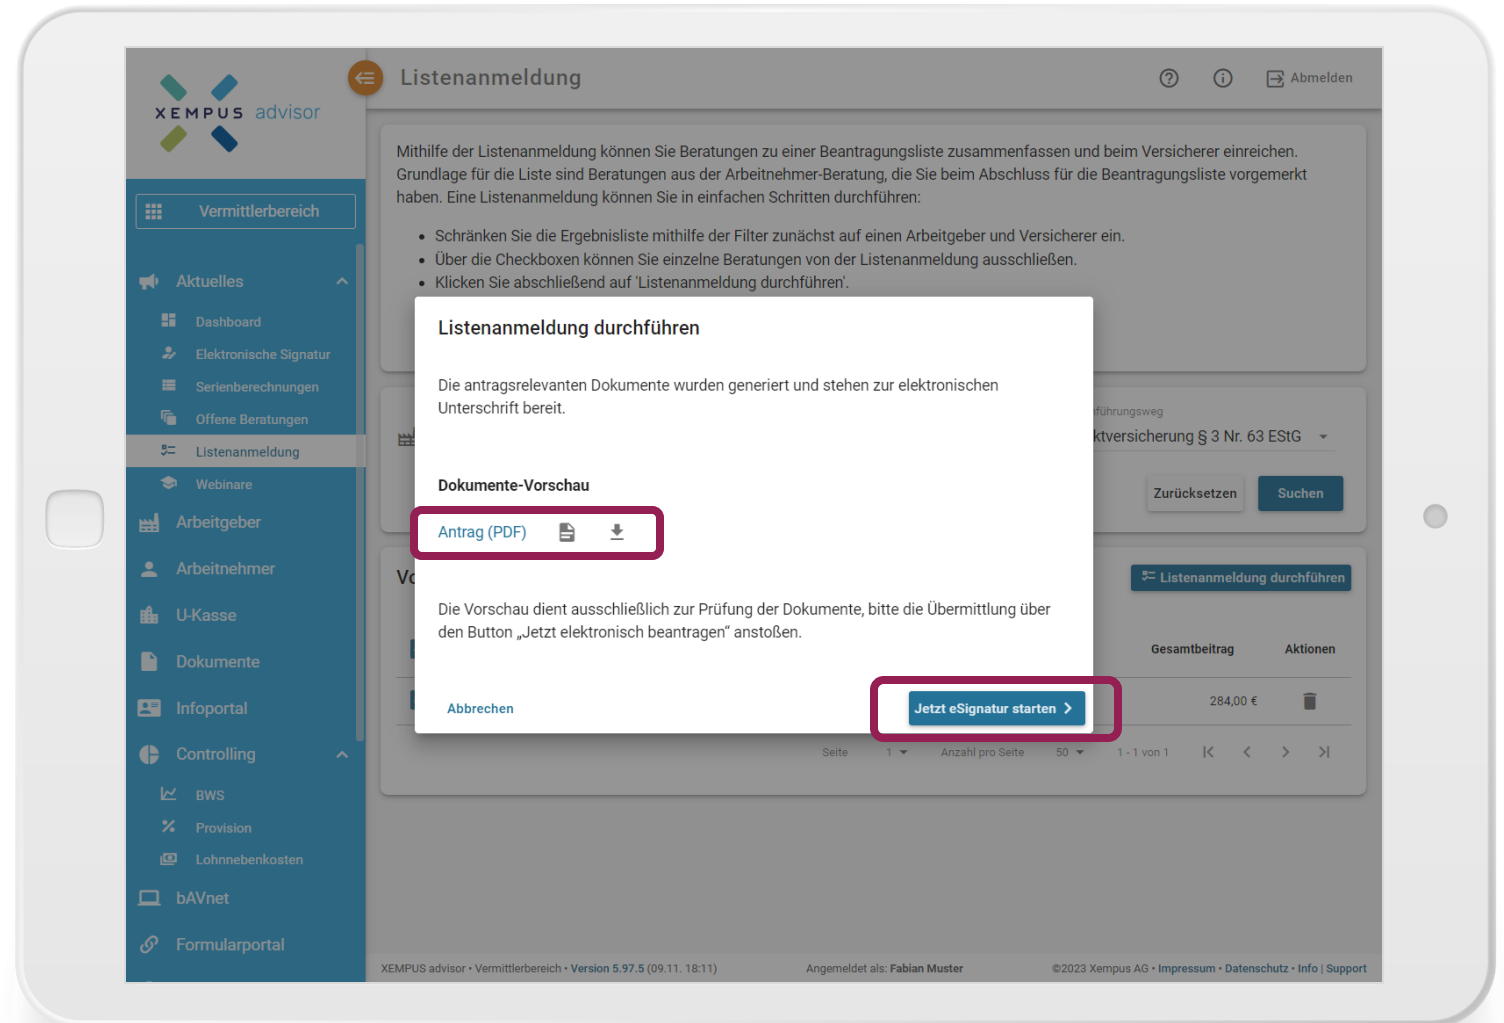 XEMPUS advisor
Listenanmeldung
Abmelden
Vermittlerbereich
Aktuelles
Dashboard
Elektronische Signatur
Serienberechnungen
Offene Beratungen
Listenanmeldung
Webinare
Arbeitgeber
Arbeitnehmer
U-Kasse
Dokumente
Infoportal
Controlling
BWS
Provision
Lohnnebenkosten
bAVnet
Formularportal
Mithilfe der Listenanmeldung können Sie Beratungen zu einer Beantragungsliste zusammenfassen und beim Versicherer einreichen.
Grundlage für die Liste sind Beratungen aus der Arbeitnehmer-Beratung, die Sie beim Abschluss für die Beantragungsliste vorgemerkt
haben. Eine Listenanmeldung können Sie in einfachen Schritten durchführen:
• Schränken Sie die Ergebnisliste mithilfe der Filter zunächst auf einen Arbeitgeber und Versicherer ein.
• Über die Checkboxen können Sie einzelne Beratungen von der Listenanmeldung ausschließen.
• Klicken Sie abschließend auf 'Listenanmeldung durchführen'.
Listenanmeldung durchführen
Die antragsrelevanten Dokumente wurden generiert und stehen zur elektronischen
Unterschrift bereit.
Dokumente-Vorschau
Antrag (PDF)
Die Vorschau dient ausschließlich zur Prüfung der Dokumente, bitte die Übermittlung über
den Button „Jetzt elektronisch beantragen“ anstoßen.
Abbrechen
Jetzt eSignatur starten
führungsweg
ktversicherung § 3 Nr. 63 EStG
Zurücksetzen
Suchen
Listenanmeldung durchführen
Gesamtbeitrag
Aktionen
284,00 €
Seite 1 Anzahl pro Seite 50 1 - 1 von 1
XEMPUS advisor • Vermittlerbereich • Version 5.97.5 (09.11. 18:11)
Angemeldet als: Fabian Muster
©2023 Xempus AG • Impressum • Datenschutz • Info | Support